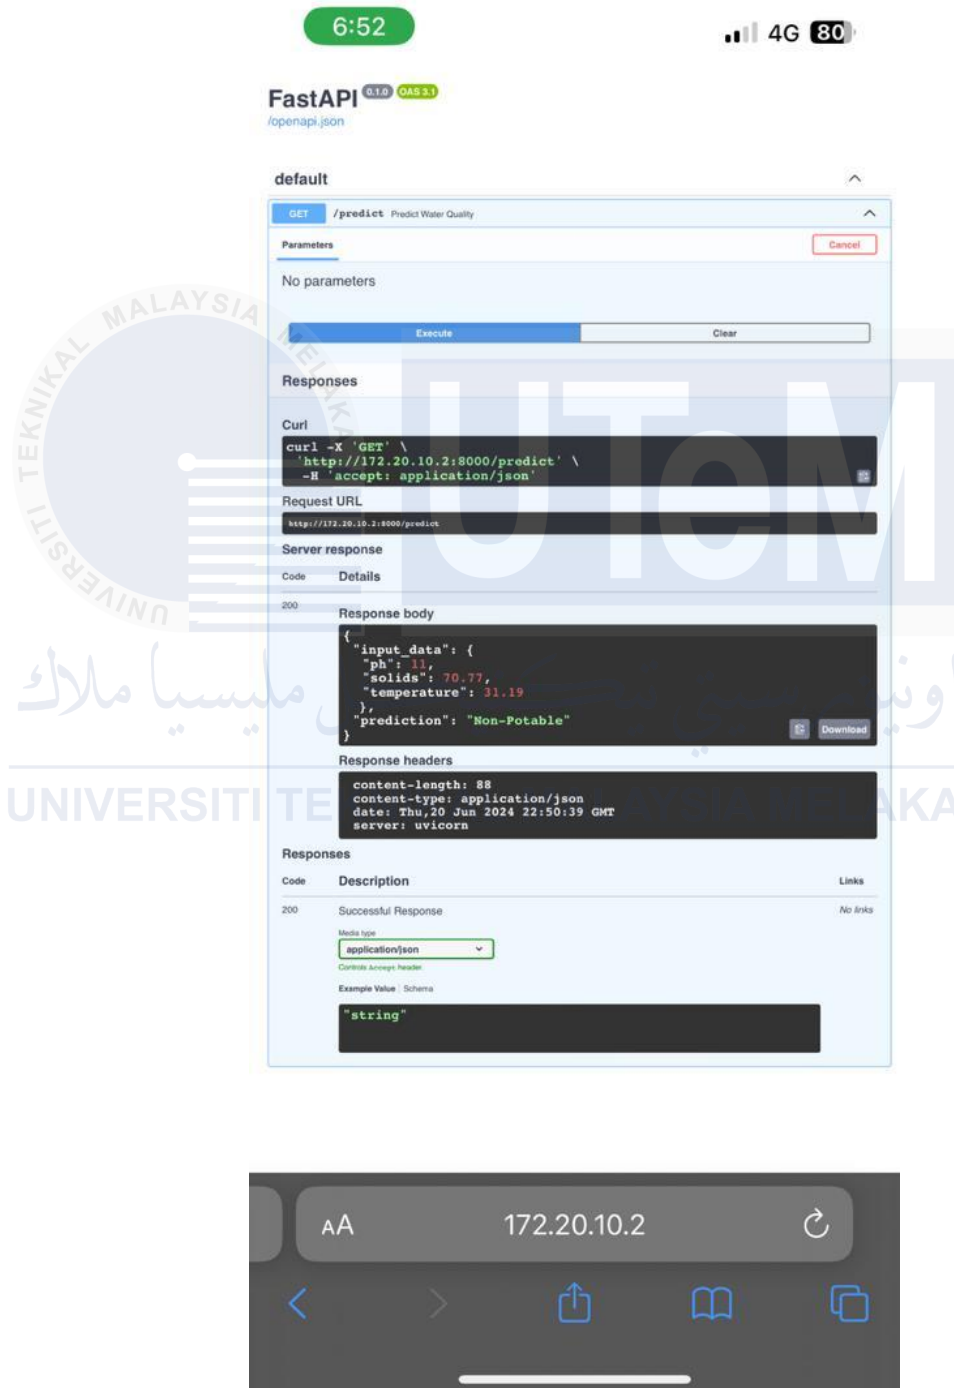 6:52
4G 80
FastAPI 0.1.0 OAS 3.1
/openapi.json
default
GET /predict Predict Water Quality
Parameters
Cancel
No parameters
Execute
Clear
Responses
Curl
curl -X 'GET' \
'http://172.20.10.2:8000/predict' \
-H 'accept: application/json'
Request URL
http://172.20.10.2:8000/predict
Server response
Code Details
200
Response body
{
"input_data": {
"ph": 11,
"solids": 70.77,
"temperature": 31.19
},
"prediction": "Non-Potable"
}
Download
Response headers
content-length: 88
content-type: application/json
date: Thu,20 Jun 2024 22:50:39 GMT
server: uvicorn
Responses
Code Description Links
200 Successful Response No links
Media type
application/json
Controls Accept header.
Example Value Schema
"string"
AA 172.20.10.2
UNIVERSITI TEKNIKAL MALAYSIA MELAKA
UTeM